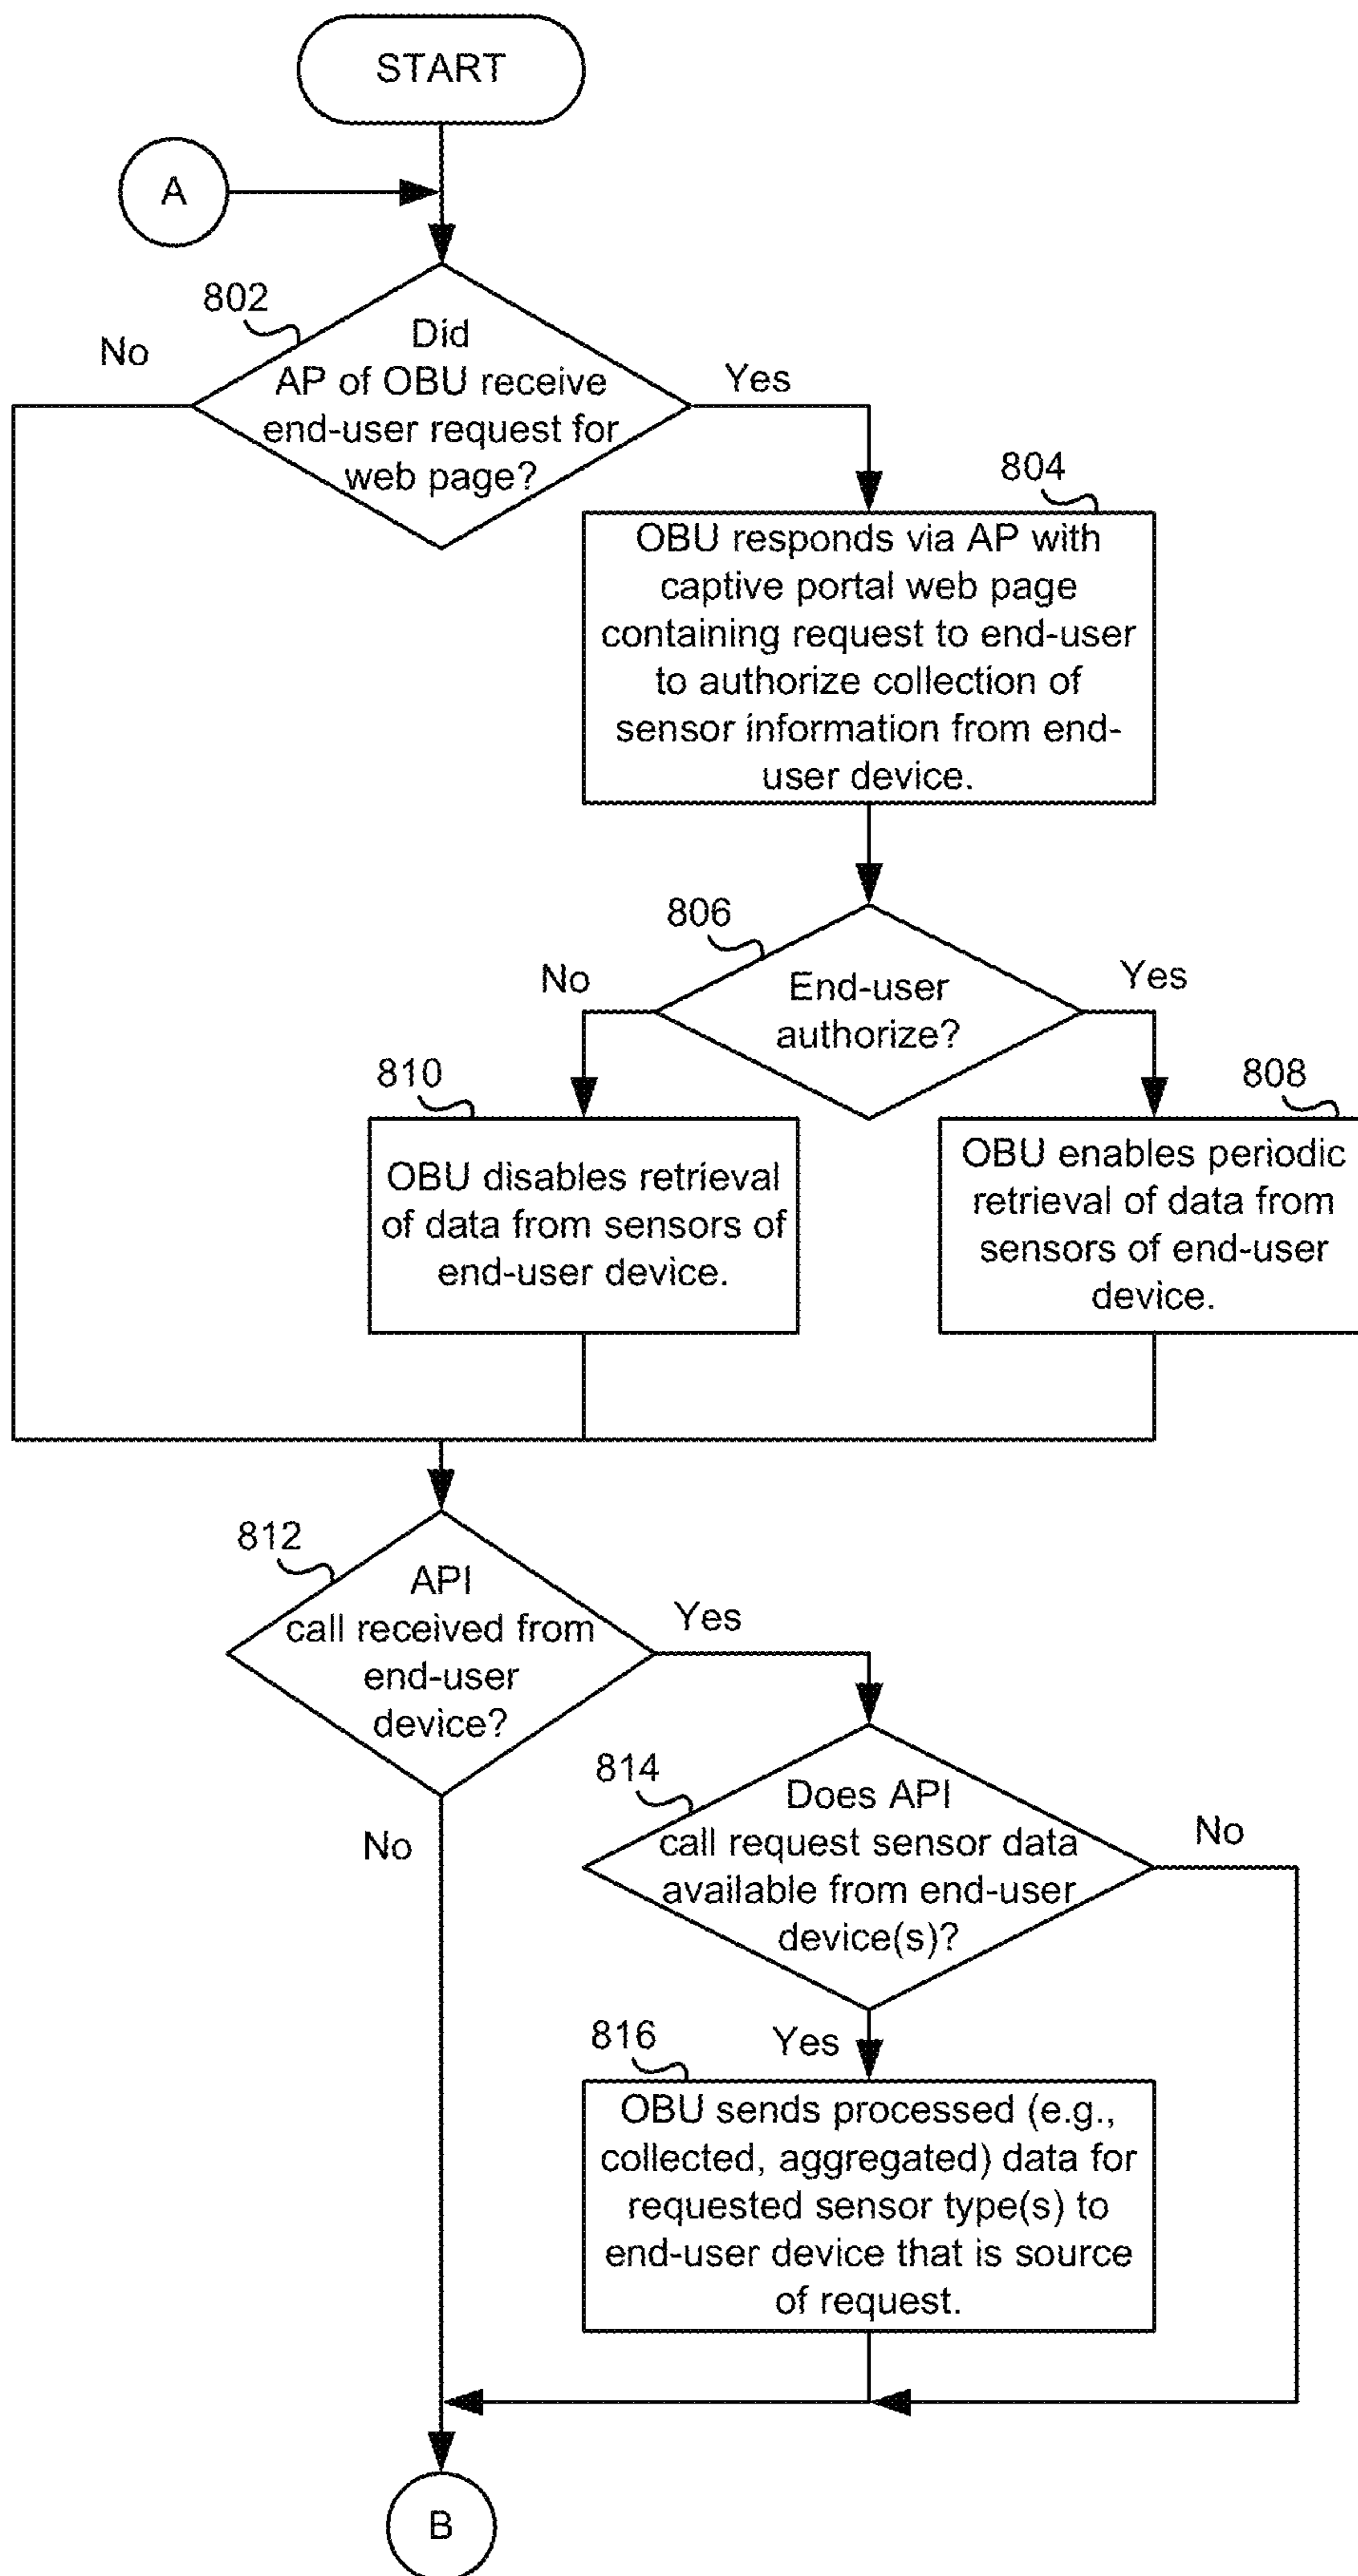 START
A
802
No
Did
AP of OBU receive
end-user request for
web page?
Yes
804
OBU responds via AP with
captive portal web page
containing request to end-user
to authorize collection of
sensor information from end-
user device.
806
No
End-user
authorize?
Yes
810
OBU disables retrieval
of data from sensors of
end-user device.
808
OBU enables periodic
retrieval of data from
sensors of end-user
device.
812
API
call received from
end-user
device?
Yes
No
814
Does API
call request sensor data
available from end-user
device(s)?
No
Yes
816
OBU sends processed (e.g.,
collected, aggregated) data for
requested sensor type(s) to
end-user device that is source
of request.
B